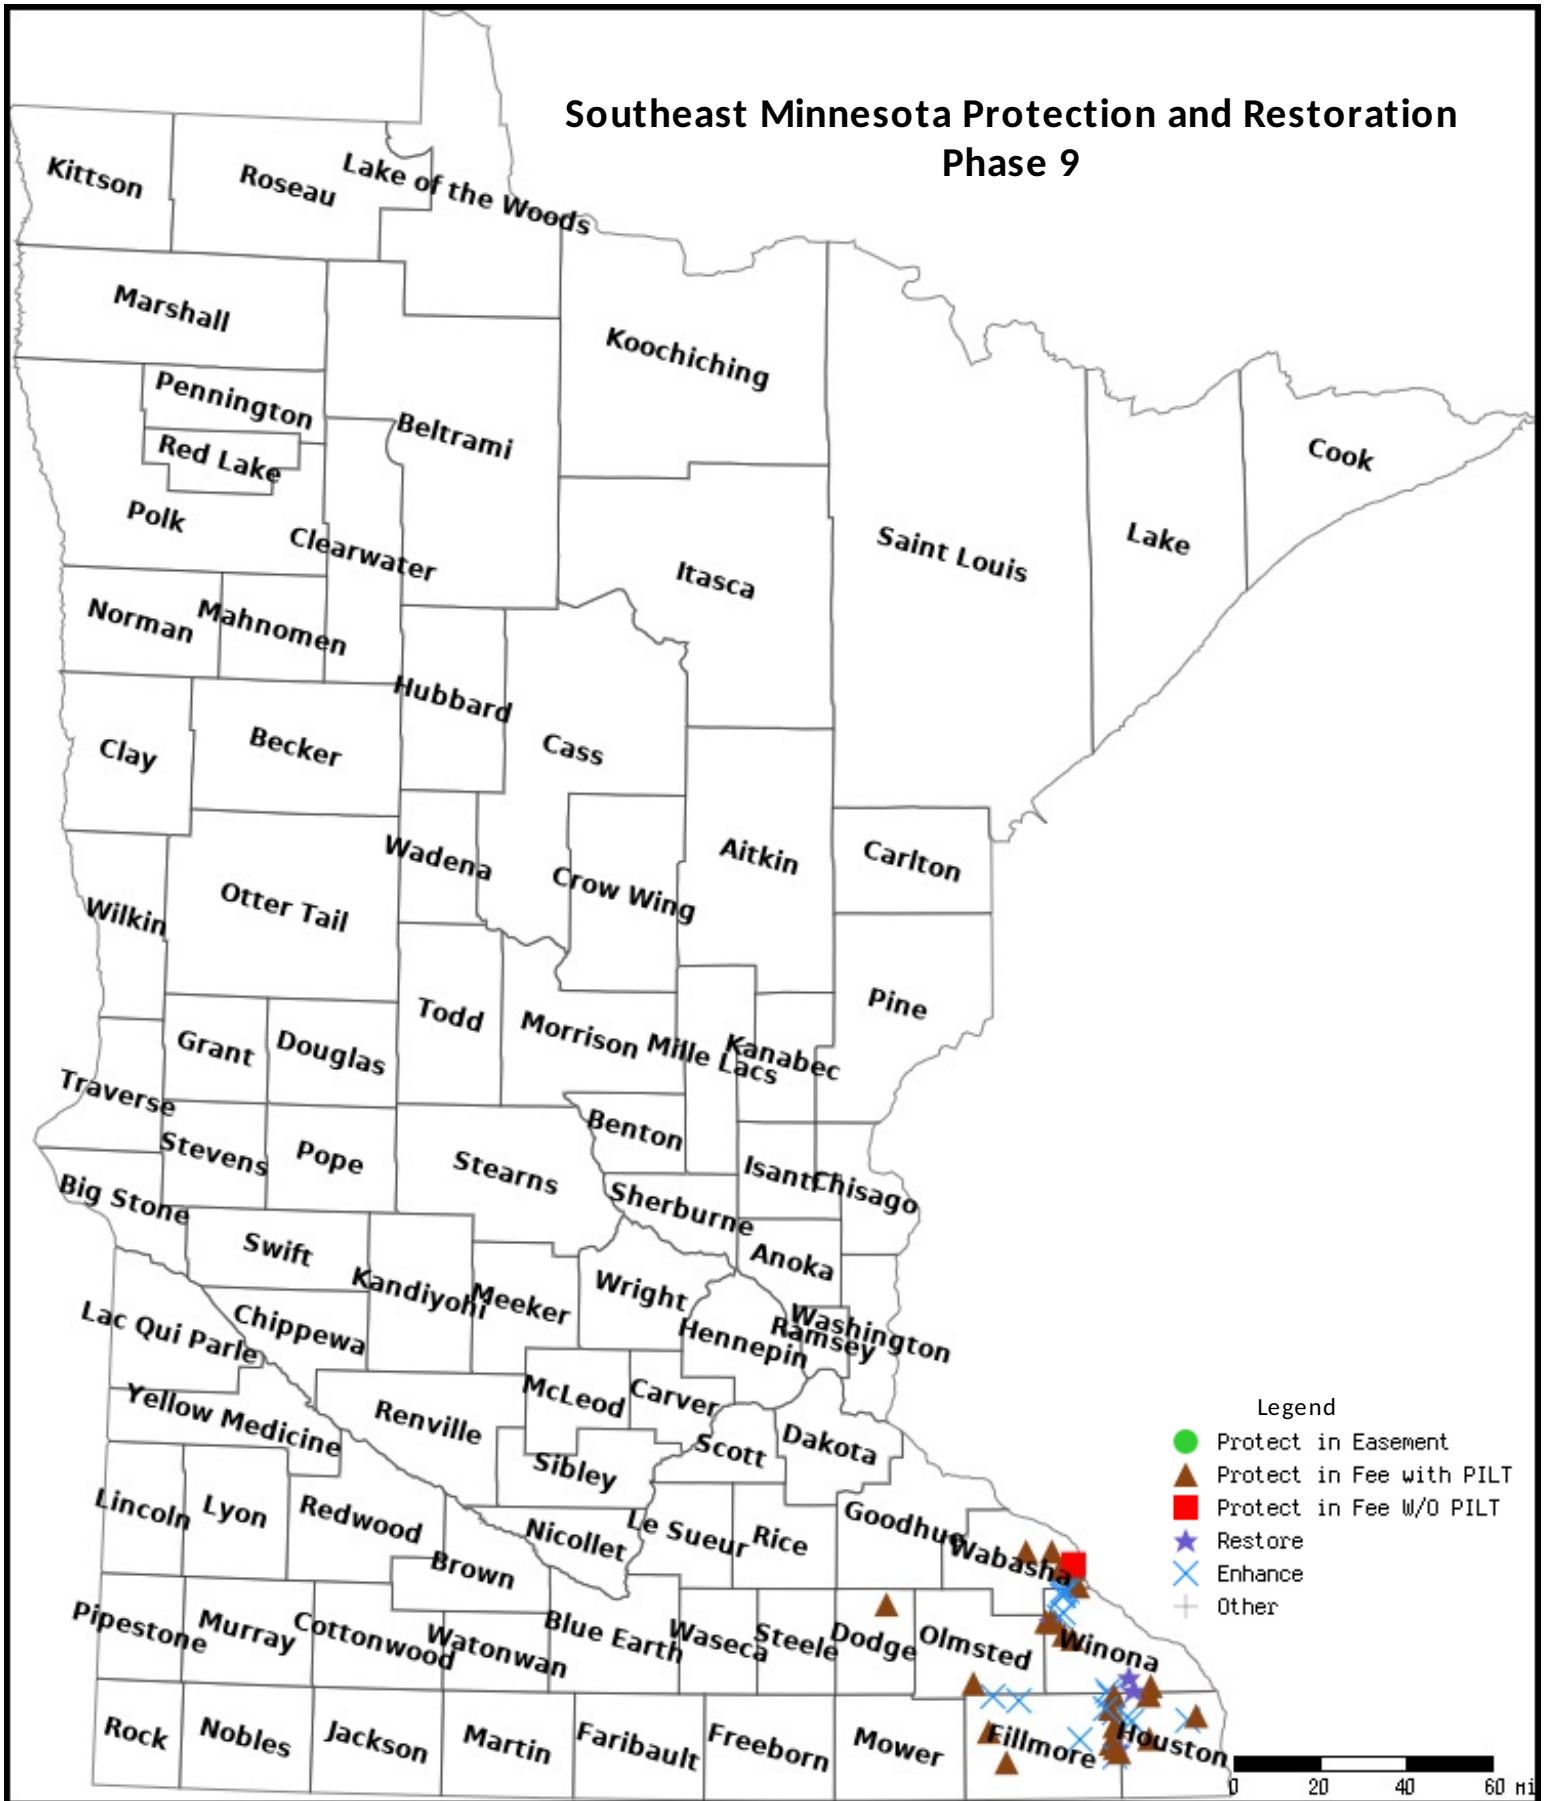 Southeast Minnesota Protection and Restoration
Phase 9
Kittson
Roseau
Lake of the Woods
Marshall
Koochiching
Pennington
Beltrami
Red Lake
Cook
Polk
Clearwater
Saint Louis
Lake
Itasca
Norman
Mahnomen
Hubbard
Clay
Becker
Cass
Wadena
Aitkin
Carlton
Otter Tail
Crow Wing
Wilkin
Pine
Todd
Morrison
Mille Lacs
Kanabec
Grant
Douglas
Traverse
Benton
Stevens
Pope
Stearns
Isanti
Chisago
Big Stone
Sherburne
Swift
Anoka
Kandiyohi
Meeker
Wright
Lac Qui Parle
Chippewa
Hennepin
Ramsey
Washington
McLeod
Carver
Yellow Medicine
Renville
Scott
Dakota
Sibley
Lincoln
Lyon
Redwood
Nicollet
Le Sueur
Rice
Goodhue
Wabasha
Brown
Pipestone
Murray
Cottonwood
Watonwan
Blue Earth
Waseca
Steele
Dodge
Olmsted
Winona
Rock
Nobles
Jackson
Martin
Faribault
Freeborn
Mower
Fillmore
Houston
Legend
Protect in Easement
Protect in Fee with PILT
Protect in Fee W/O PILT
Restore
Enhance
Other
0 20 40 60 mi